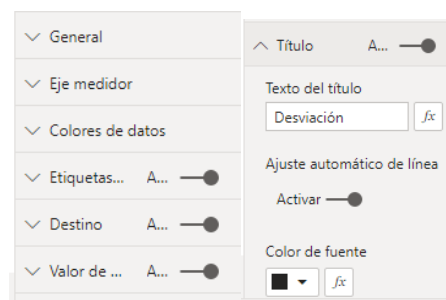 General
Eje medidor
Colores de datos
Etiquetas... A...
Destino A...
Valor de ... A...
Título A...
Texto del título
Desviación fx
Ajuste automático de línea
Activar
Color de fuente
fx